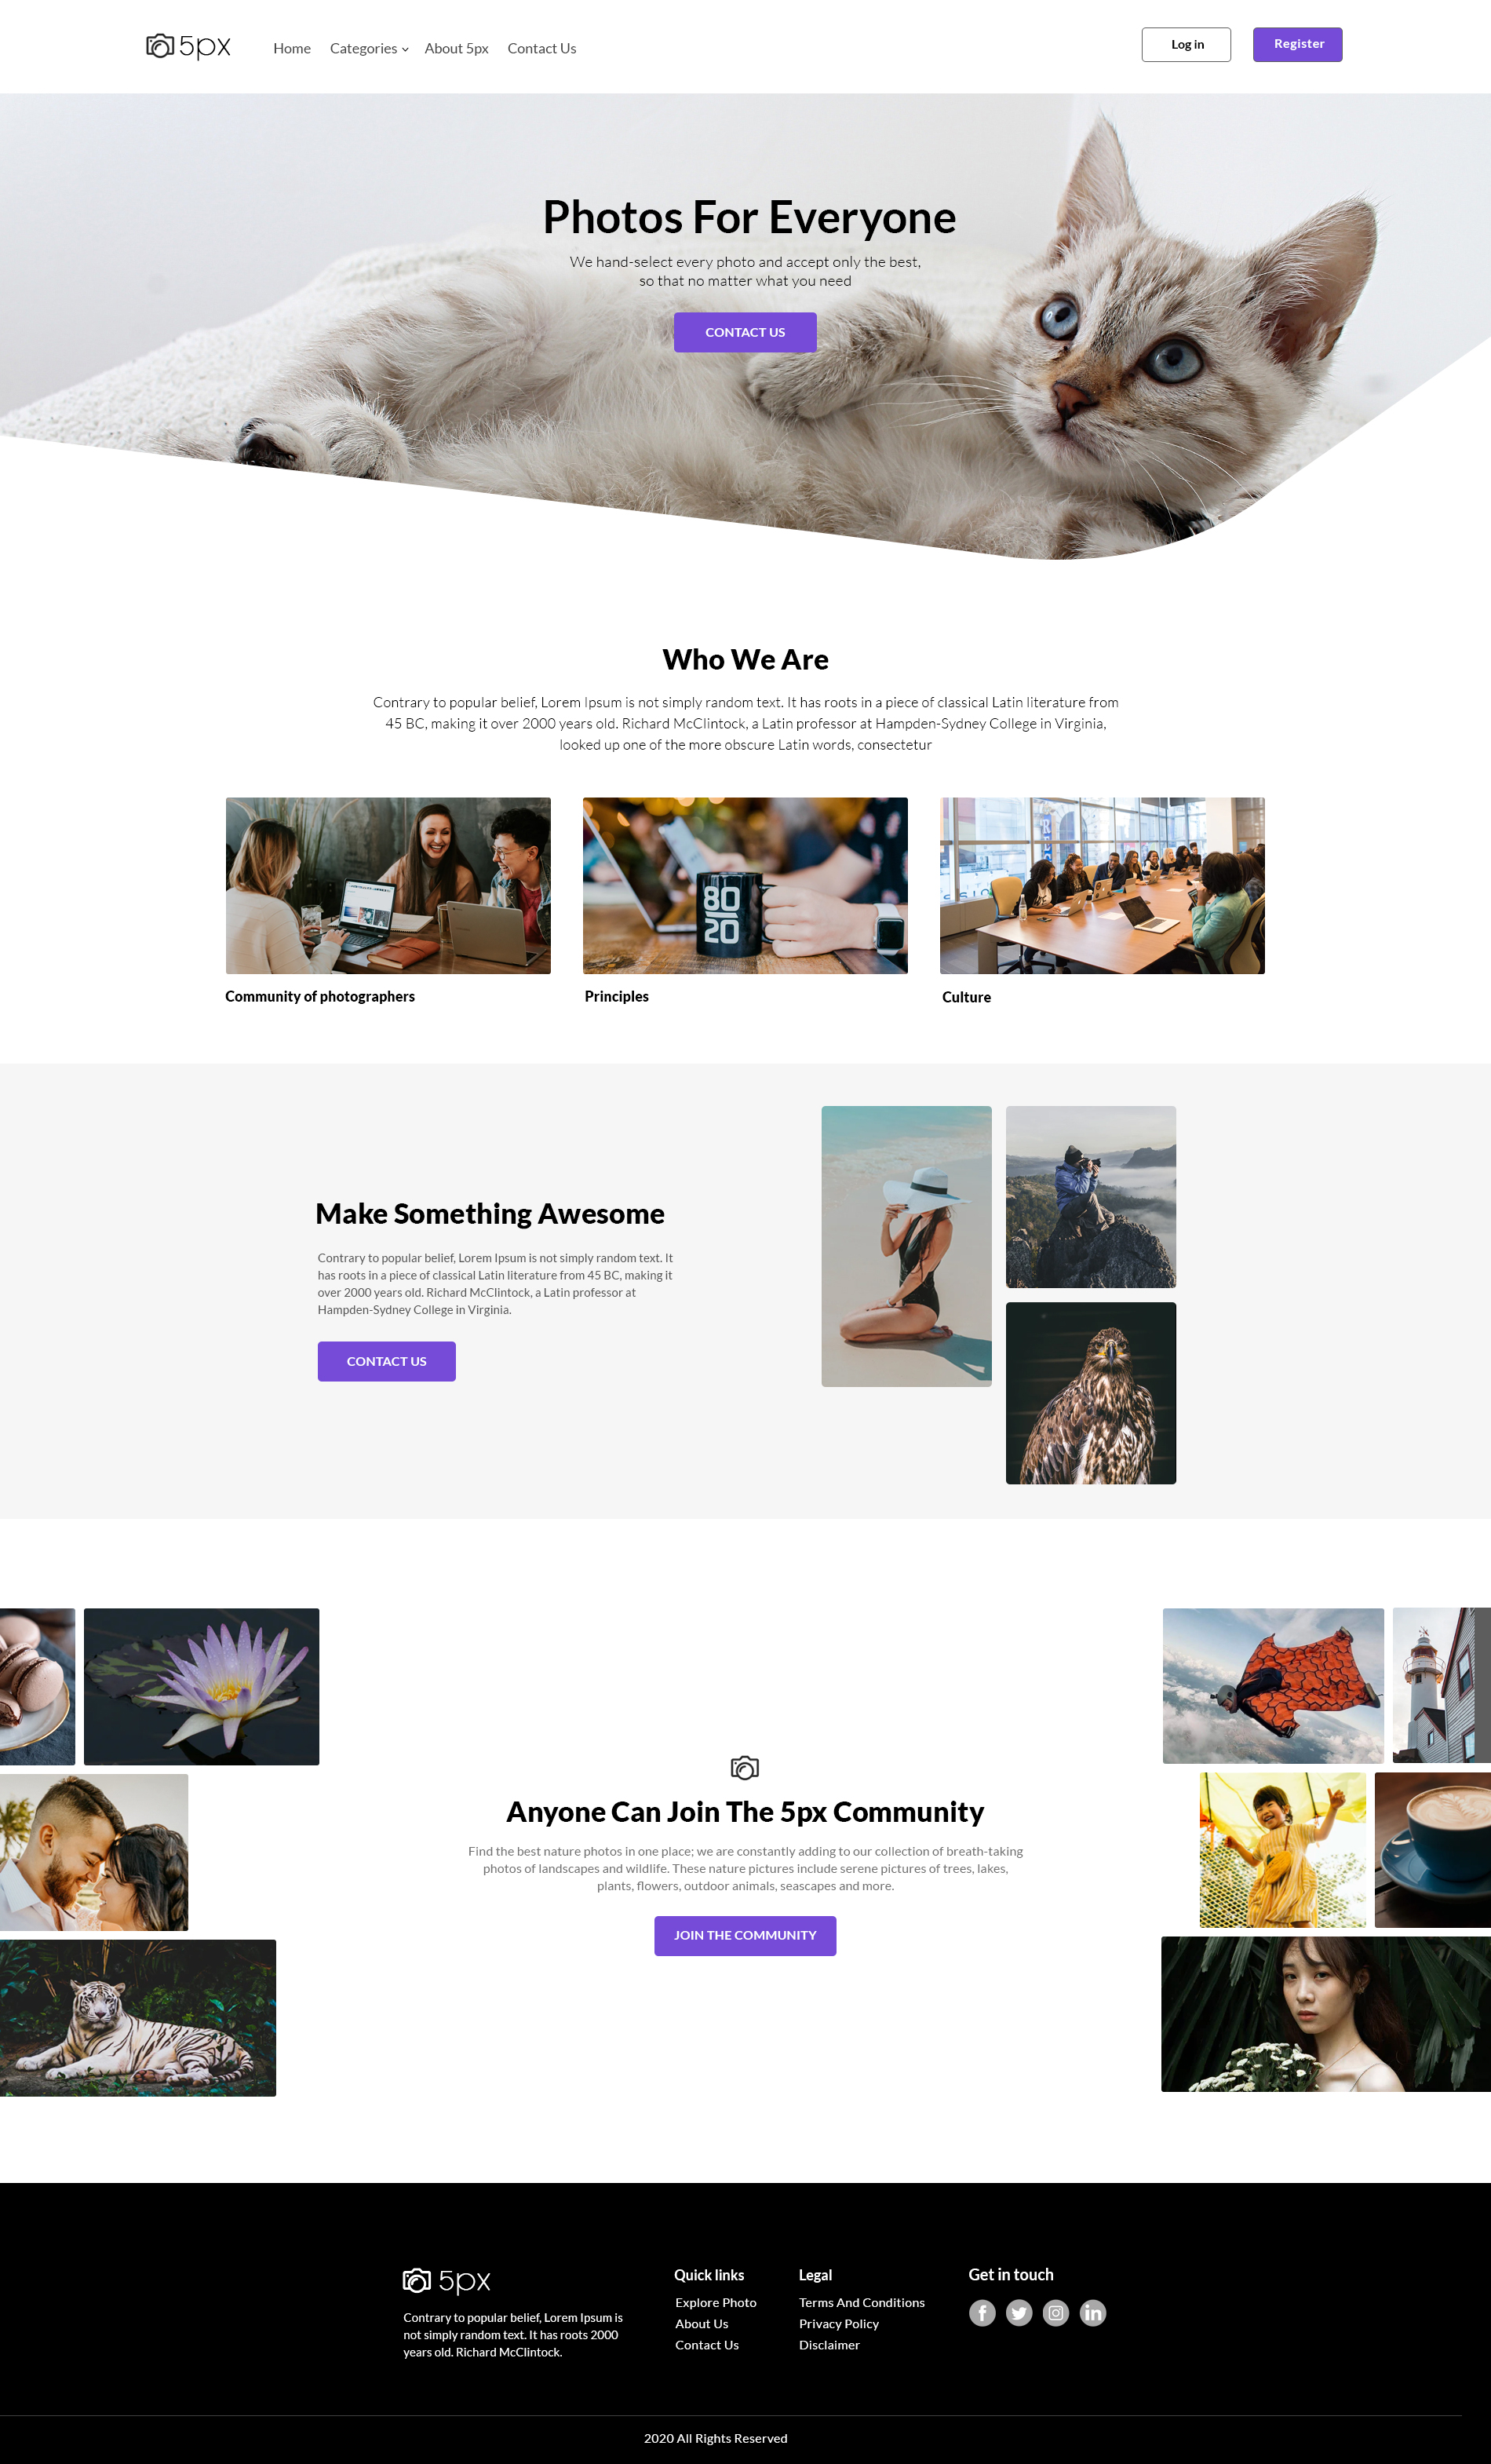 5px
Home Categories About 5px Contact Us
Log in
Register
Photos For Everyone
We hand-select every photo and accept only the best,
so that no matter what you need
CONTACT US
Who We Are
Contrary to popular belief, Lorem Ipsum is not simply random text. It has roots in a piece of classical Latin literature from
45 BC, making it over 2000 years old. Richard McClintock, a Latin professor at Hampden-Sydney College in Virginia,
looked up one of the more obscure Latin words, consectetur
80
20
Community of photographers
Principles
Culture
Make Something Awesome
Contrary to popular belief, Lorem Ipsum is not simply random text. It
has roots in a piece of classical Latin literature from 45 BC, making it
over 2000 years old. Richard McClintock, a Latin professor at
Hampden-Sydney College in Virginia.
CONTACT US
Anyone Can Join The 5px Community
Find the best nature photos in one place; we are constantly adding to our collection of breath-taking
photos of landscapes and wildlife. These nature pictures include serene pictures of trees, lakes,
plants, flowers, outdoor animals, seascapes and more.
JOIN THE COMMUNITY
5px
Contrary to popular belief, Lorem Ipsum is
not simply random text. It has roots 2000
years old. Richard McClintock.
Quick links
Explore Photo
About Us
Contact Us
Legal
Terms And Conditions
Privacy Policy
Disclaimer
Get in touch
2020 All Rights Reserved